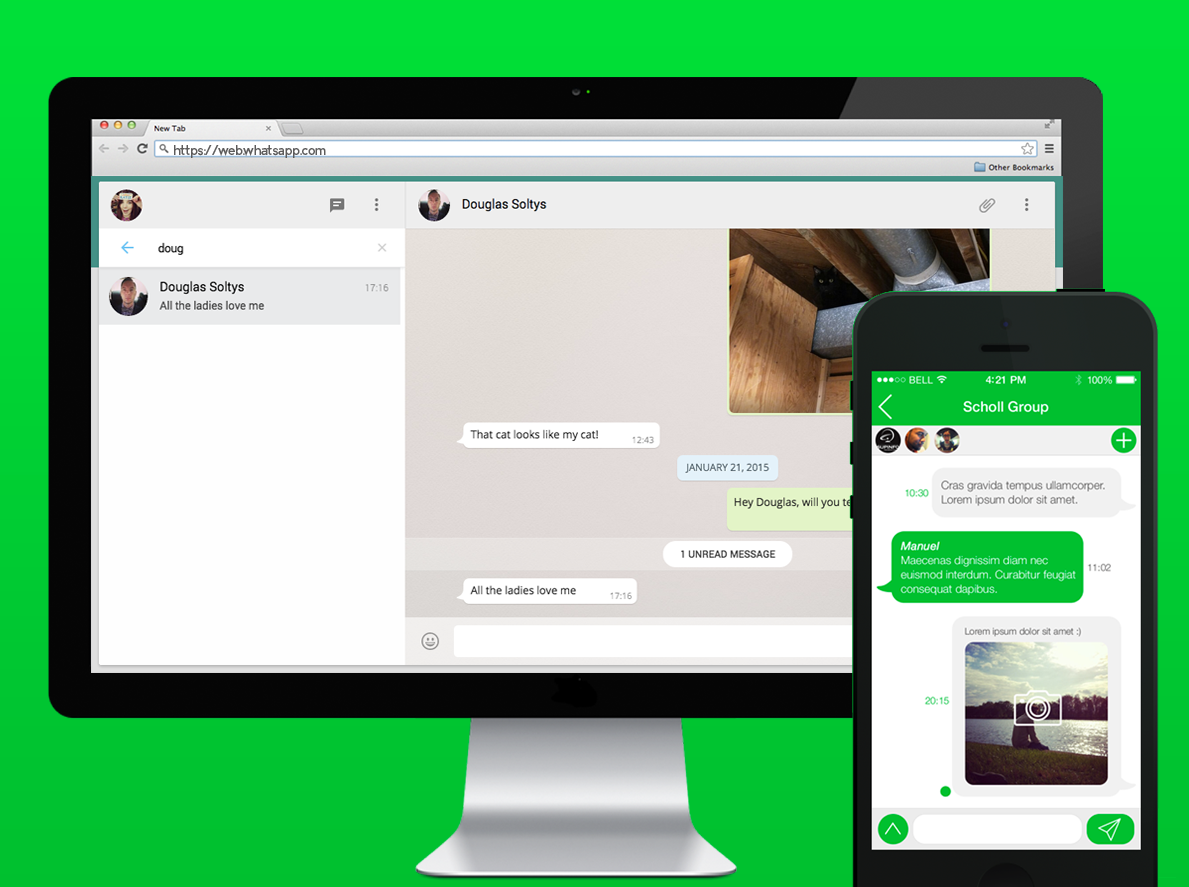 New Tab
https://web.whatsapp.com
Other Bookmarks
Douglas Soltys
doug
Douglas Soltys
17:16
All the ladies love me
That cat looks like my cat!
12:43
JANUARY 21, 2015
Hey Douglas, will you te
1 UNREAD MESSAGE
All the ladies love me
17:16
BELL
4:21 PM
100%
Scholl Group
10:30
Cras gravida tempus ullamcorper.
Lorem ipsum dolor sit amet.
Manuel
Maecenas dignissim diam nec
euismod interdum. Curabitur feugiat
consequat dapibus.
11:02
Lorem ipsum dolor sit amet :)
20:15